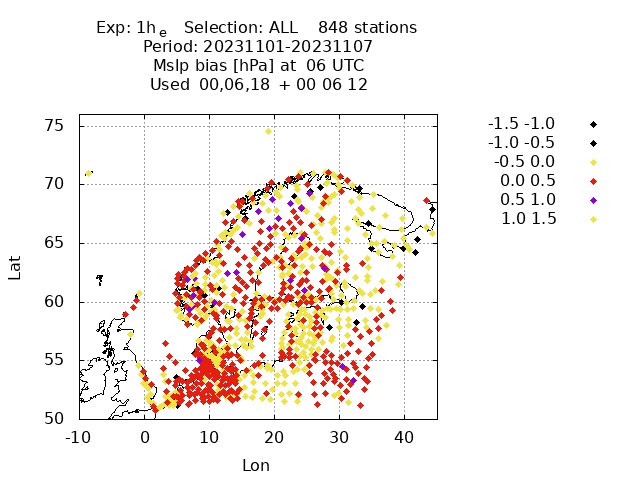 Exp: 1h e Selection: ALL 848 stations
Period: 20231101-20231107
Mslp bias [hPa] at 06 UTC
Used 00,06,18 + 00 06 12
-1.5 -1.0
-1.0 -0.5
-0.5 0.0
0.0 0.5
0.5 1.0
1.0 1.5
75
70
65
60
55
50
Lat
-10 0 10 20 30 40
Lon